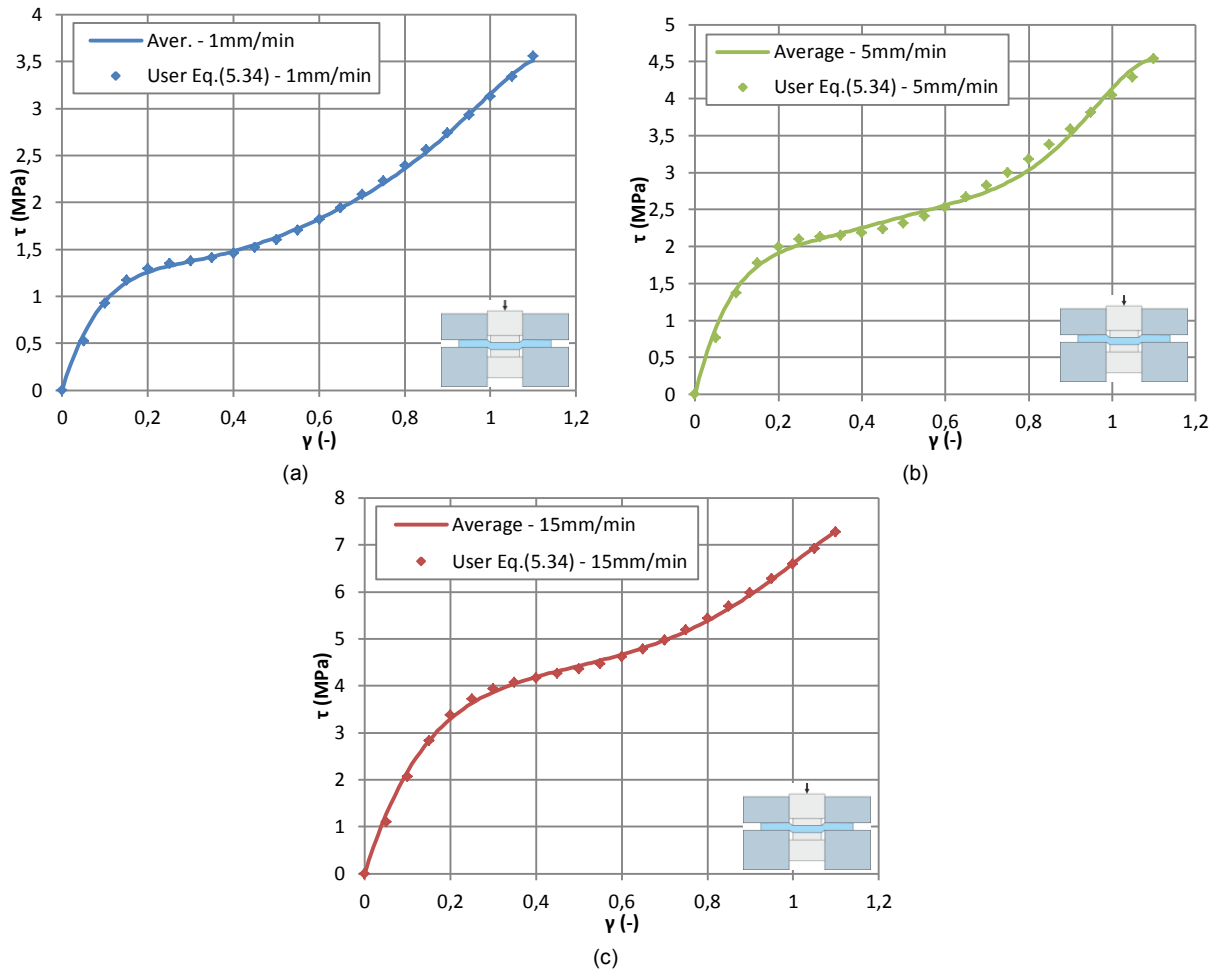 4
3,5
3
2,5
2
1,5
1
0,5
0
τ (MPa)
Aver. - 1mm/min
User Eq.(5.34) - 1mm/min
0 0,2 0,4 0,6 0,8 1 1,2
γ (-)
(a)
5
4,5
4
3,5
3
2,5
2
1,5
1
0,5
0
τ (MPa)
Average - 5mm/min
User Eq.(5.34) - 5mm/min
0 0,2 0,4 0,6 0,8 1 1,2
γ (-)
(b)
8
7
6
5
4
3
2
1
0
τ (MPa)
Average - 15mm/min
User Eq.(5.34) - 15mm/min
0 0,2 0,4 0,6 0,8 1 1,2
γ (-)
(c)